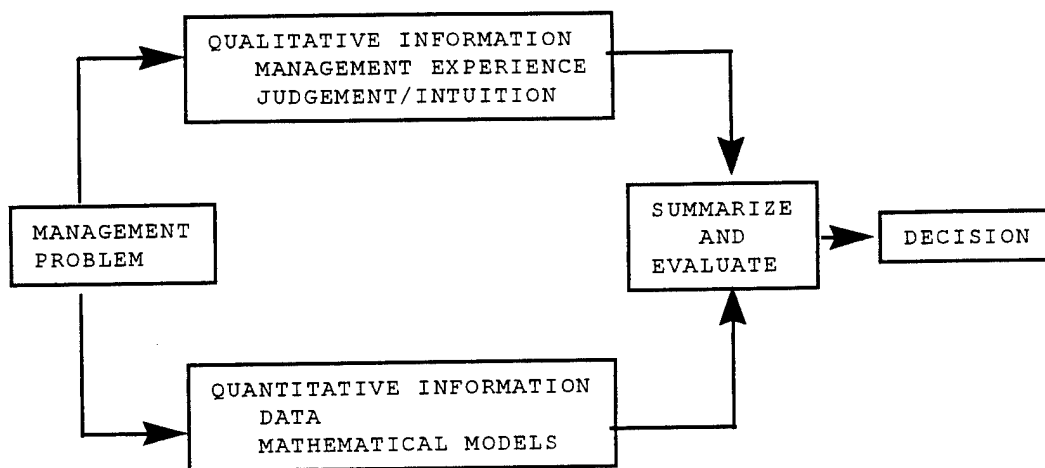 QUALITATIVE INFORMATION
MANAGEMENT EXPERIENCE
JUDGEMENT/INTUITION
MANAGEMENT
PROBLEM
SUMMARIZE
AND
EVALUATE
DECISION
QUANTITATIVE INFORMATION
DATA
MATHEMATICAL MODELS